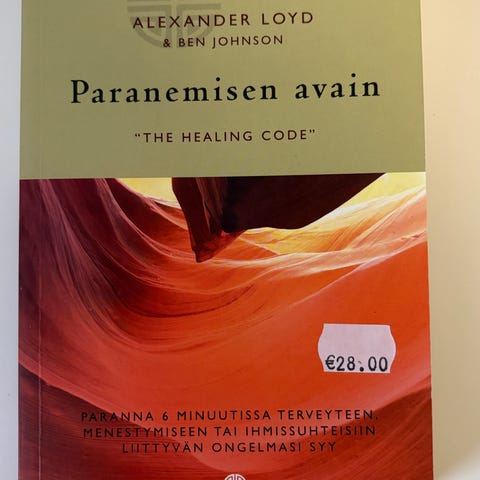 ALEXANDER LOYD
& BEN JOHNSON
Paranemisen avain
"THE HEALING CODE"
€28.00
PARANNA 6 MINUUTISSA TERVEYTEEN,
MENESTYMISEEN TAI IHMISSUHTEISIIN
LIITTYVÄN ONGELMASI SYY